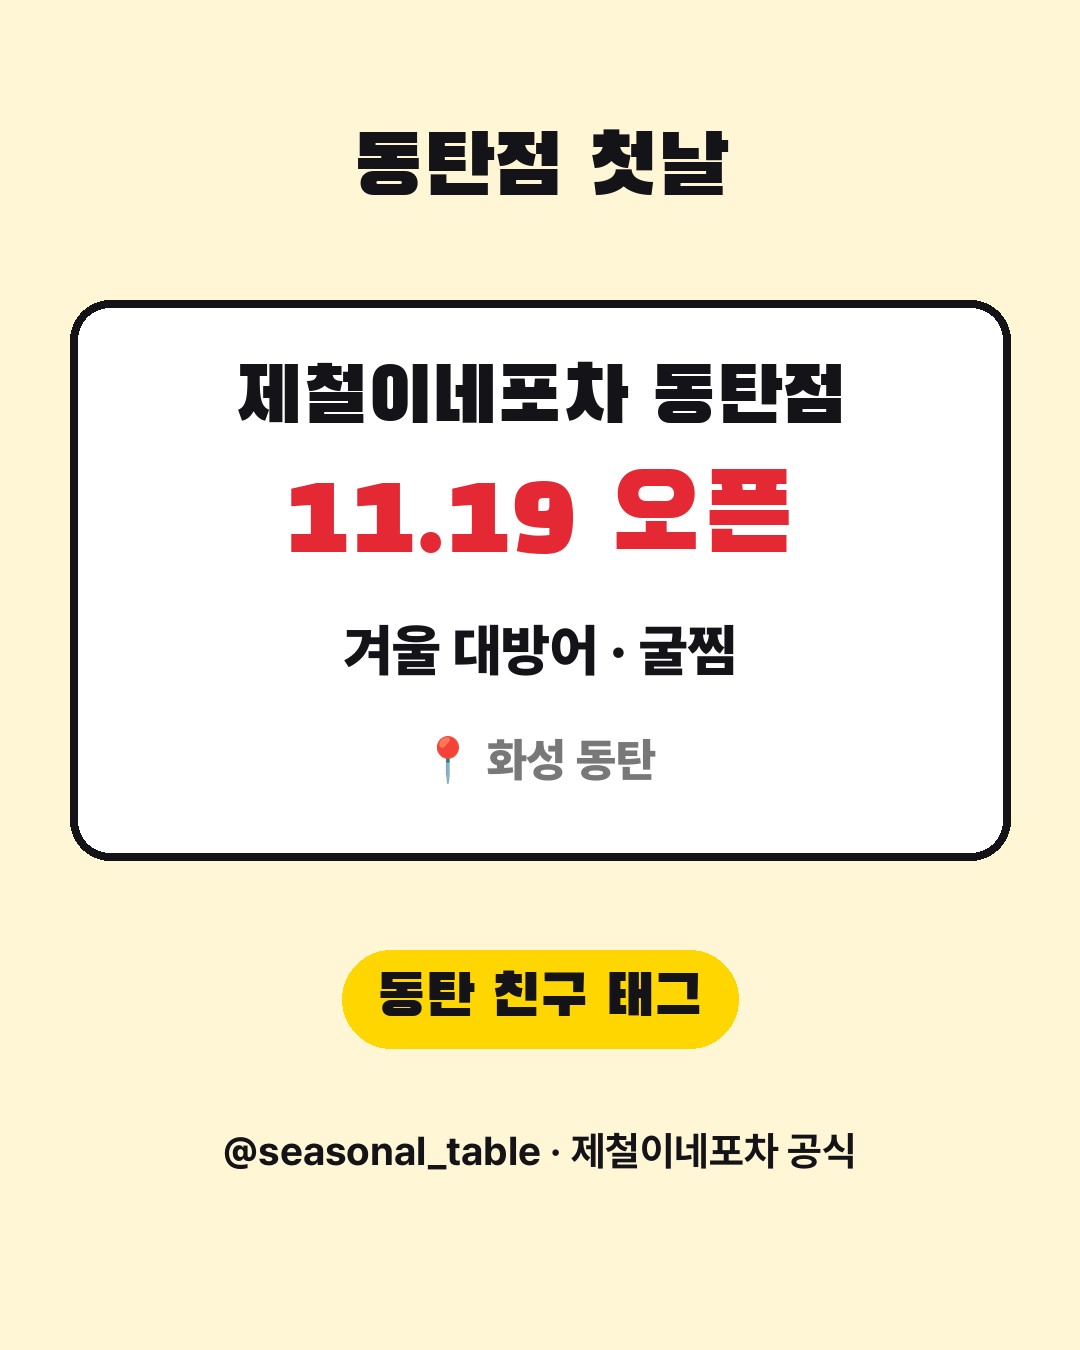 동탄점 첫날
제철이네포차 동탄점
11.19 오픈
겨울 대방어 · 굴찜
📍 화성 동탄
동탄 친구 태그
@seasonal_table · 제철이네포차 공식